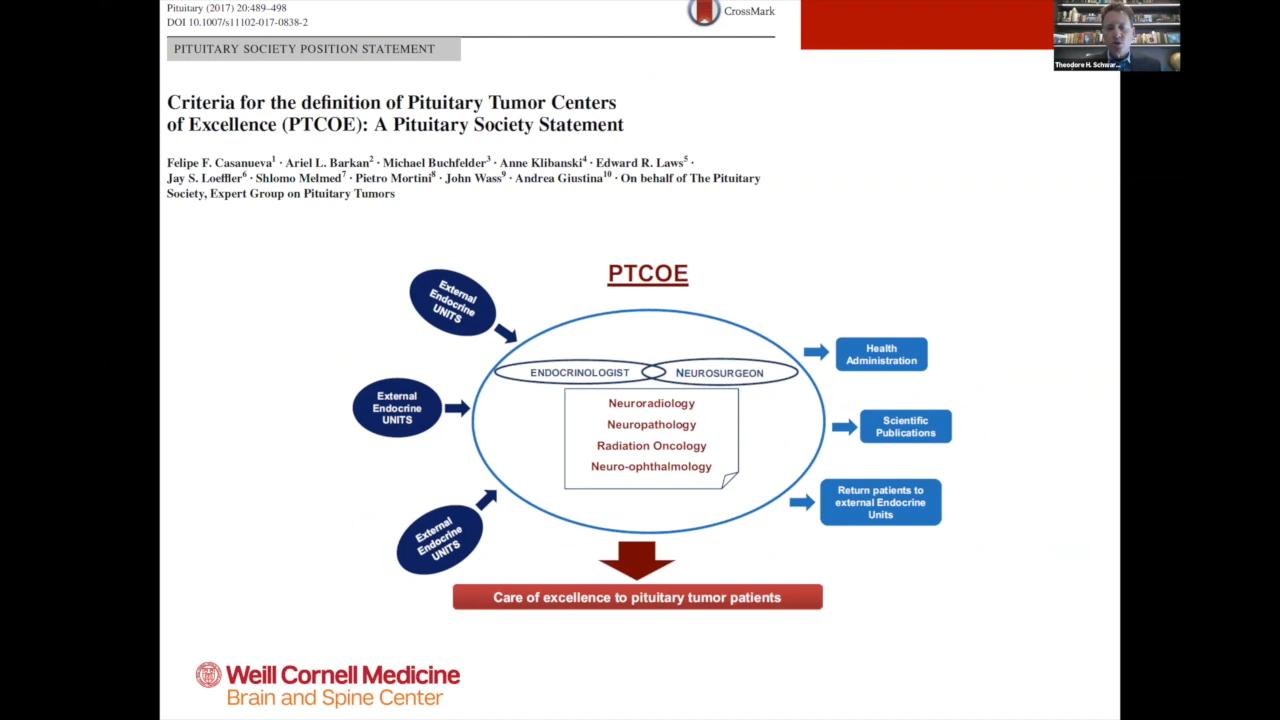 Pituitary (2017) 20:489–498
DOI 10.1007/s11102-017-0838-2
CrossMark
PITUITARY SOCIETY POSITION STATEMENT
Theodore H. Schwar...
Criteria for the definition of Pituitary Tumor Centers
of Excellence (PTCOE): A Pituitary Society Statement
Felipe F. Casanueva1 · Ariel L. Barkan2 · Michael Buchfelder3 · Anne Klibanski4 · Edward R. Laws5 ·
Jay S. Loeffler6 · Shlomo Melmed7 · Pietro Mortini8 · John Wass9 · Andrea Giustina10 · On behalf of The Pituitary
Society, Expert Group on Pituitary Tumors
PTCOE
External
Endocrine
UNITS
External
Endocrine
UNITS
External
Endocrine
UNITS
ENDOCRINOLOGIST
NEUROSURGEON
Neuroradiology
Neuropathology
Radiation Oncology
Neuro-ophthalmology
Health
Administration
Scientific
Publications
Return patients to
external Endocrine
Units
Care of excellence to pituitary tumor patients
Weill Cornell Medicine
Brain and Spine Center